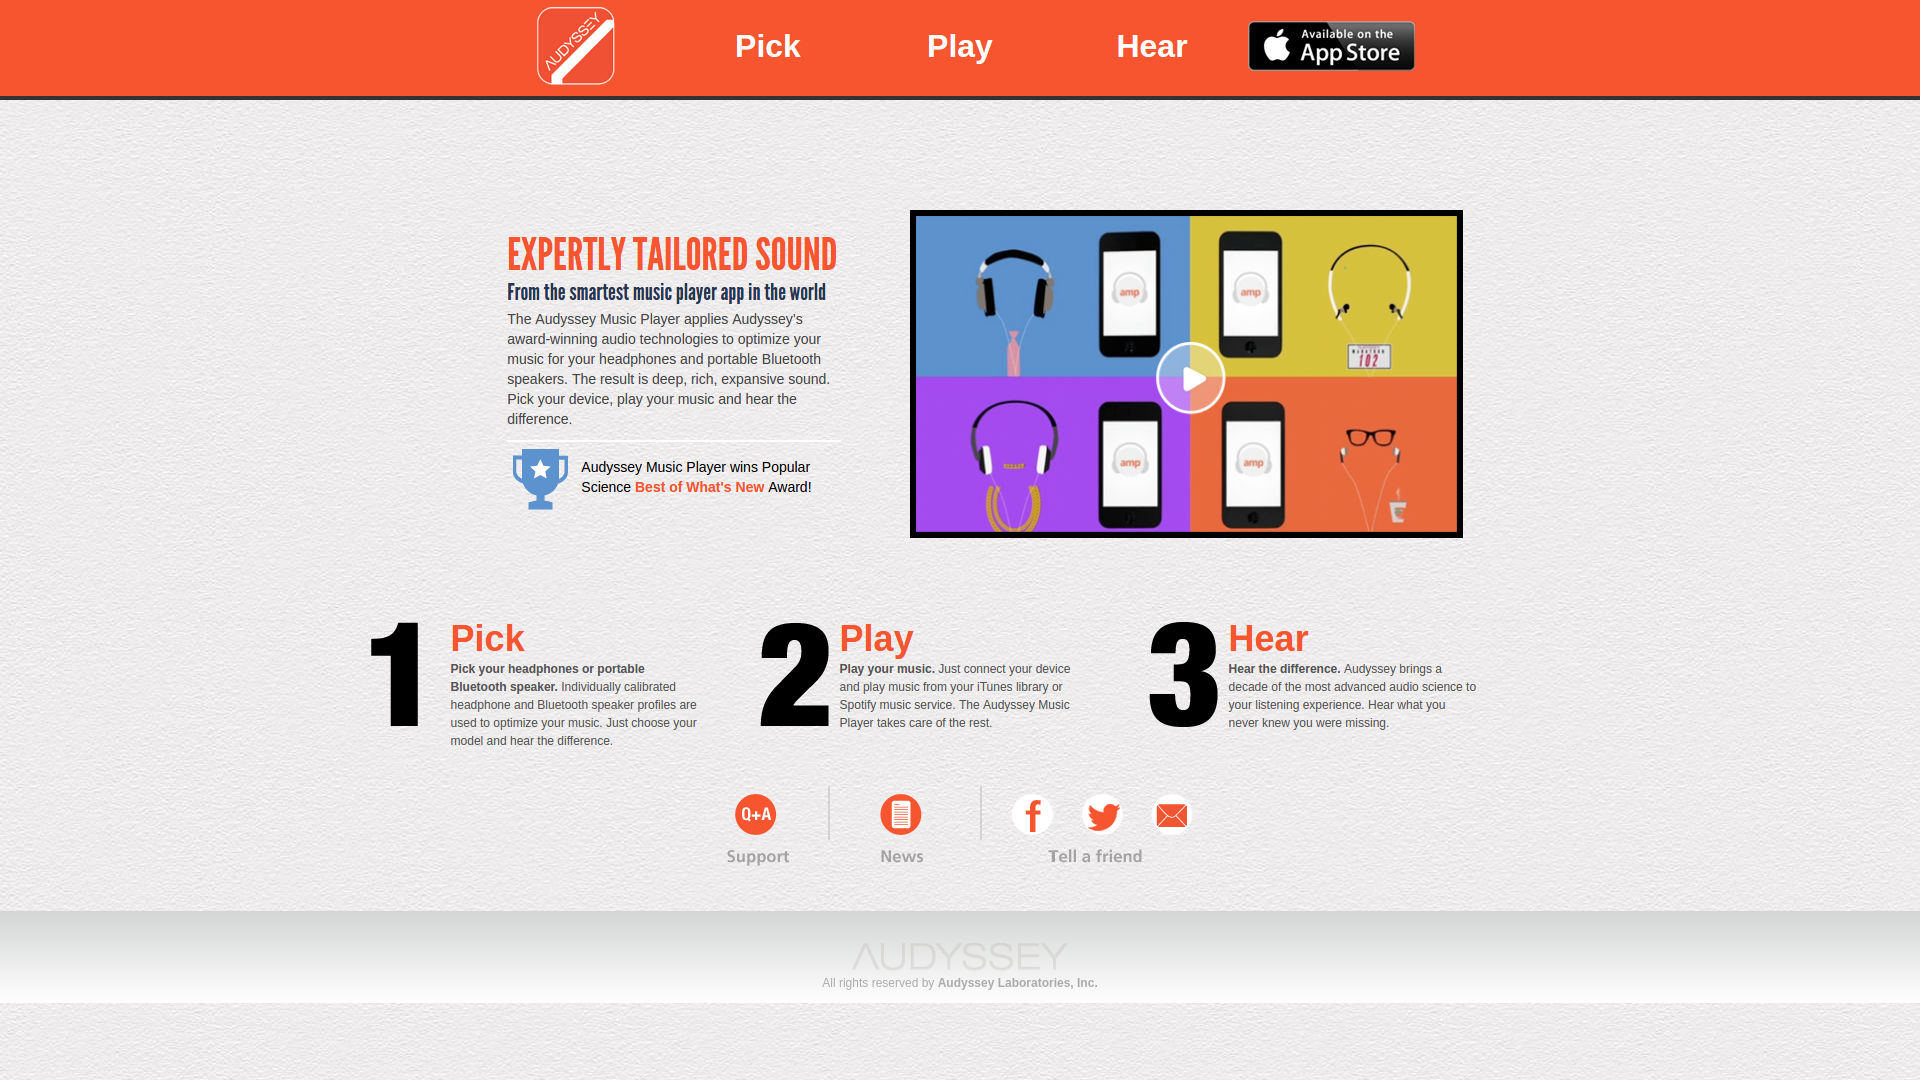 AUDYSSEY
Pick
Play
Hear
Available on the
App Store
EXPERTLY TAILORED SOUND
From the smartest music player app in the world
The Audyssey Music Player applies Audyssey's
award-winning audio technologies to optimize your
music for your headphones and portable Bluetooth
speakers. The result is deep, rich, expansive sound.
Pick your device, play your music and hear the
difference.
Audyssey Music Player wins Popular
Science Best of What's New Award!
amp
amp
MARATHON
102
amp
amp
1
Pick
Pick your headphones or portable
Bluetooth speaker. Individually calibrated
headphone and Bluetooth speaker profiles are
used to optimize your music. Just choose your
model and hear the difference.
2
Play
Play your music. Just connect your device
and play music from your iTunes library or
Spotify music service. The Audyssey Music
Player takes care of the rest.
3
Hear
Hear the difference. Audyssey brings a
decade of the most advanced audio science to
your listening experience. Hear what you
never knew you were missing.
Q+A
Support
News
Tell a friend
AUDYSSEY
All rights reserved by Audyssey Laboratories, Inc.